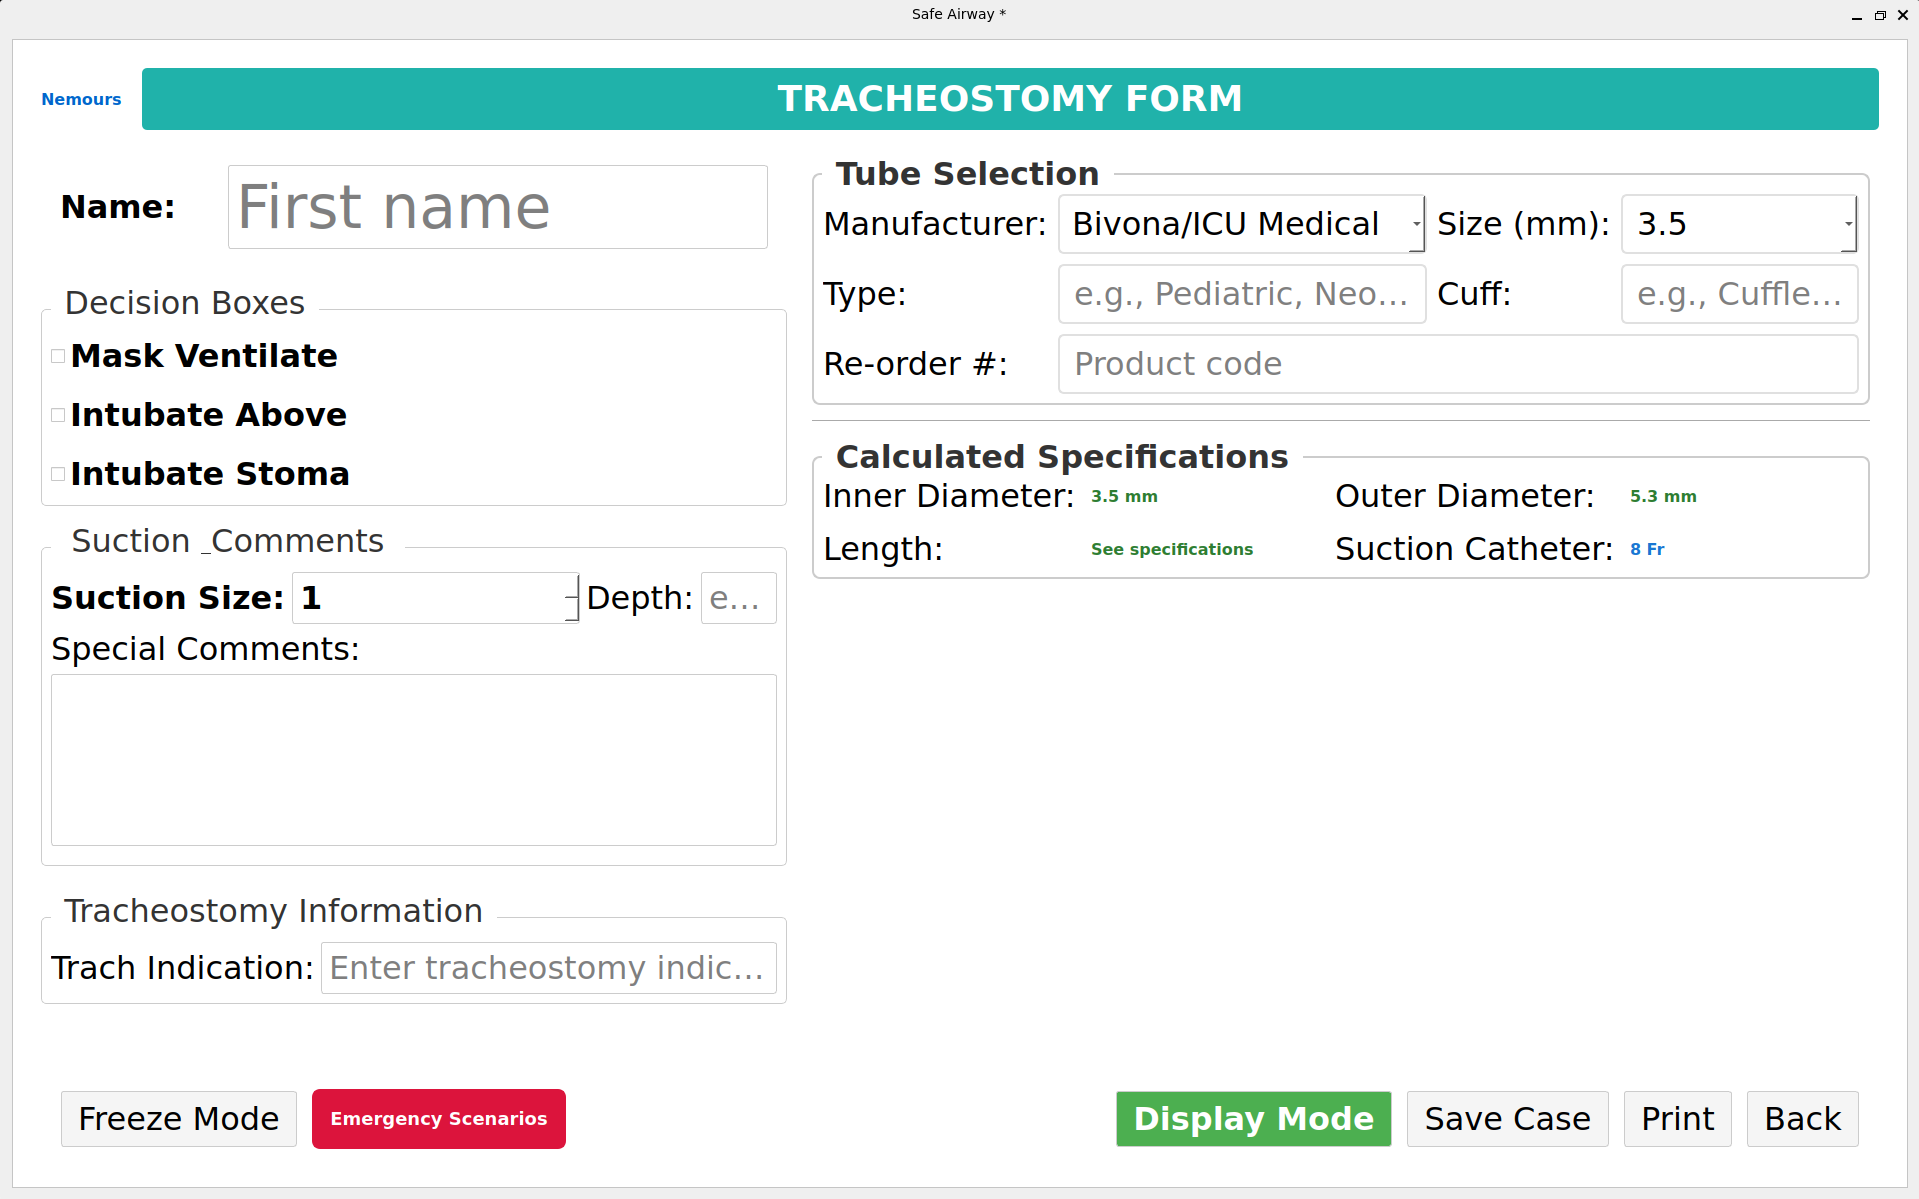 Safe Airway *
Nemours
TRACHEOSTOMY FORM
Name: First name
Decision Boxes
Mask Ventilate
Intubate Above
Intubate Stoma
Suction _Comments
Suction Size: 1 Depth: e...
Special Comments:
Tracheostomy Information
Trach Indication: Enter tracheostomy indic...
Tube Selection
Manufacturer: Bivona/ICU Medical Size (mm): 3.5
Type: e.g., Pediatric, Neo... Cuff: e.g., Cuffle...
Re-order #: Product code
Calculated Specifications
Inner Diameter: 3.5 mm Outer Diameter: 5.3 mm
Length: See specifications Suction Catheter: 8 Fr
Freeze Mode Emergency Scenarios Display Mode Save Case Print Back